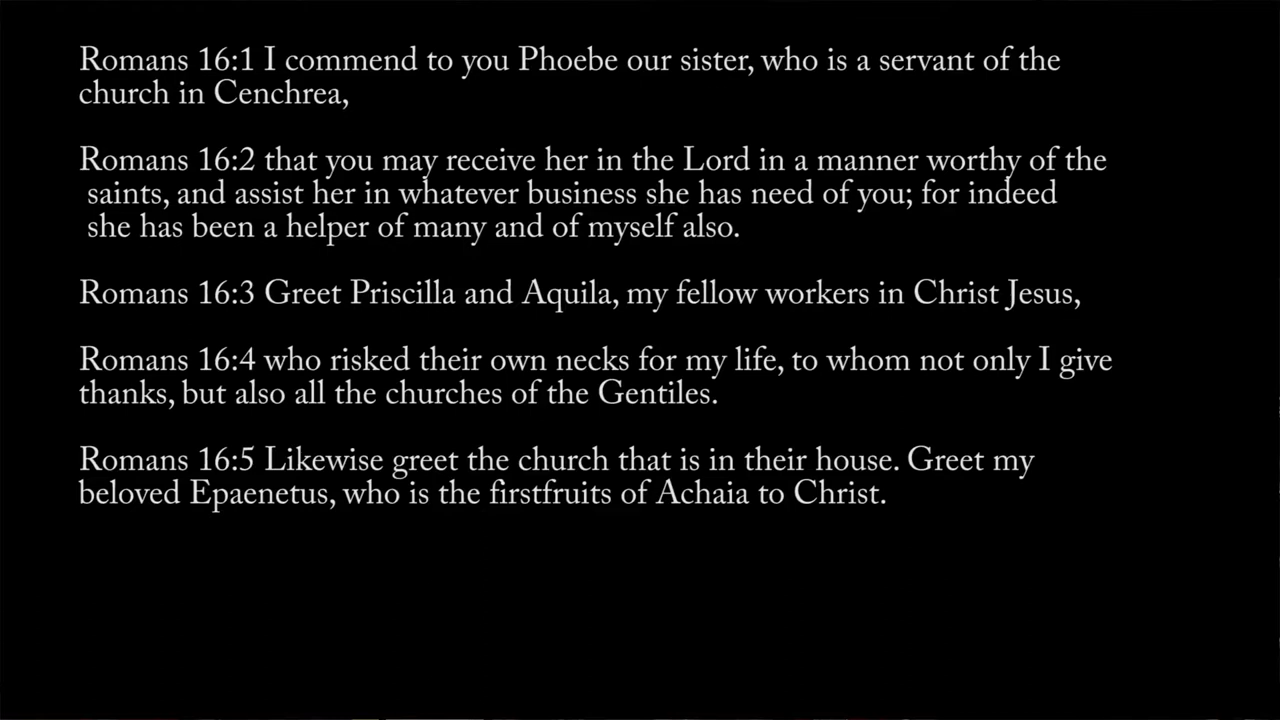 Romans 16:1 I commend to you Phoebe our sister, who is a servant of the
church in Cenchrea,
Romans 16:2 that you may receive her in the Lord in a manner worthy of the
saints, and assist her in whatever business she has need of you; for indeed
she has been a helper of many and of myself also.
Romans 16:3 Greet Priscilla and Aquila, my fellow workers in Christ Jesus,
Romans 16:4 who risked their own necks for my life, to whom not only I give
thanks, but also all the churches of the Gentiles.
Romans 16:5 Likewise greet the church that is in their house. Greet my
beloved Epaenetus, who is the firstfruits of Achaia to Christ.